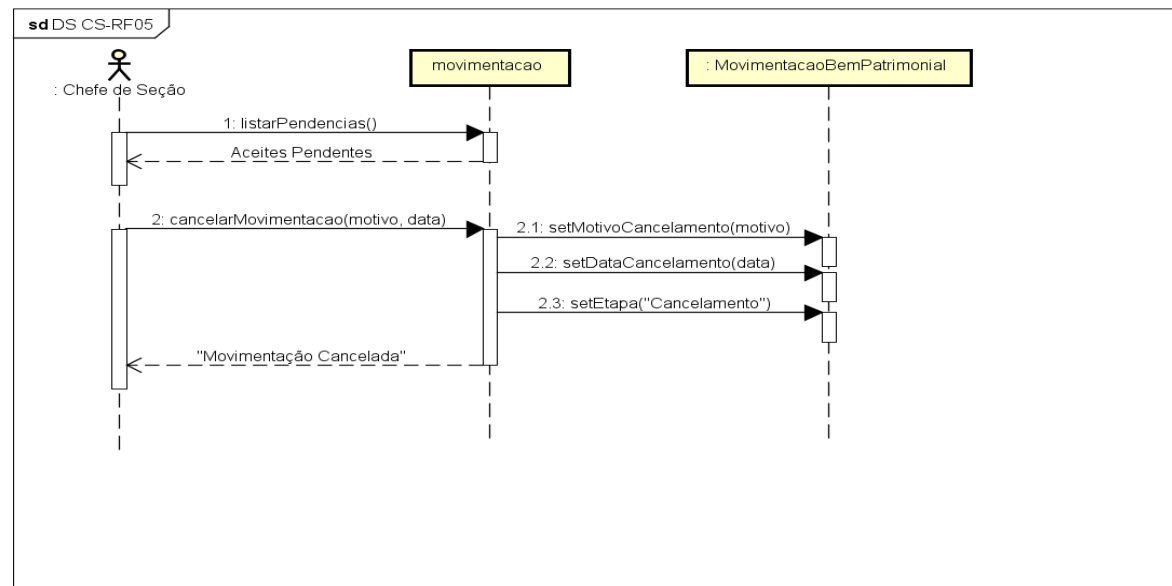 sd DS CS-RF05
: Chefe de Seção
movimentacao
: MovimentacaoBemPatrimonial
1: listarPendencias()
Aceites Pendentes
2: cancelarMovimentacao(motivo, data)
2.1: setMotivoCancelamento(motivo)
2.2: setDataCancelamento(data)
2.3: setEtapa("Cancelamento")
"Movimentação Cancelada"